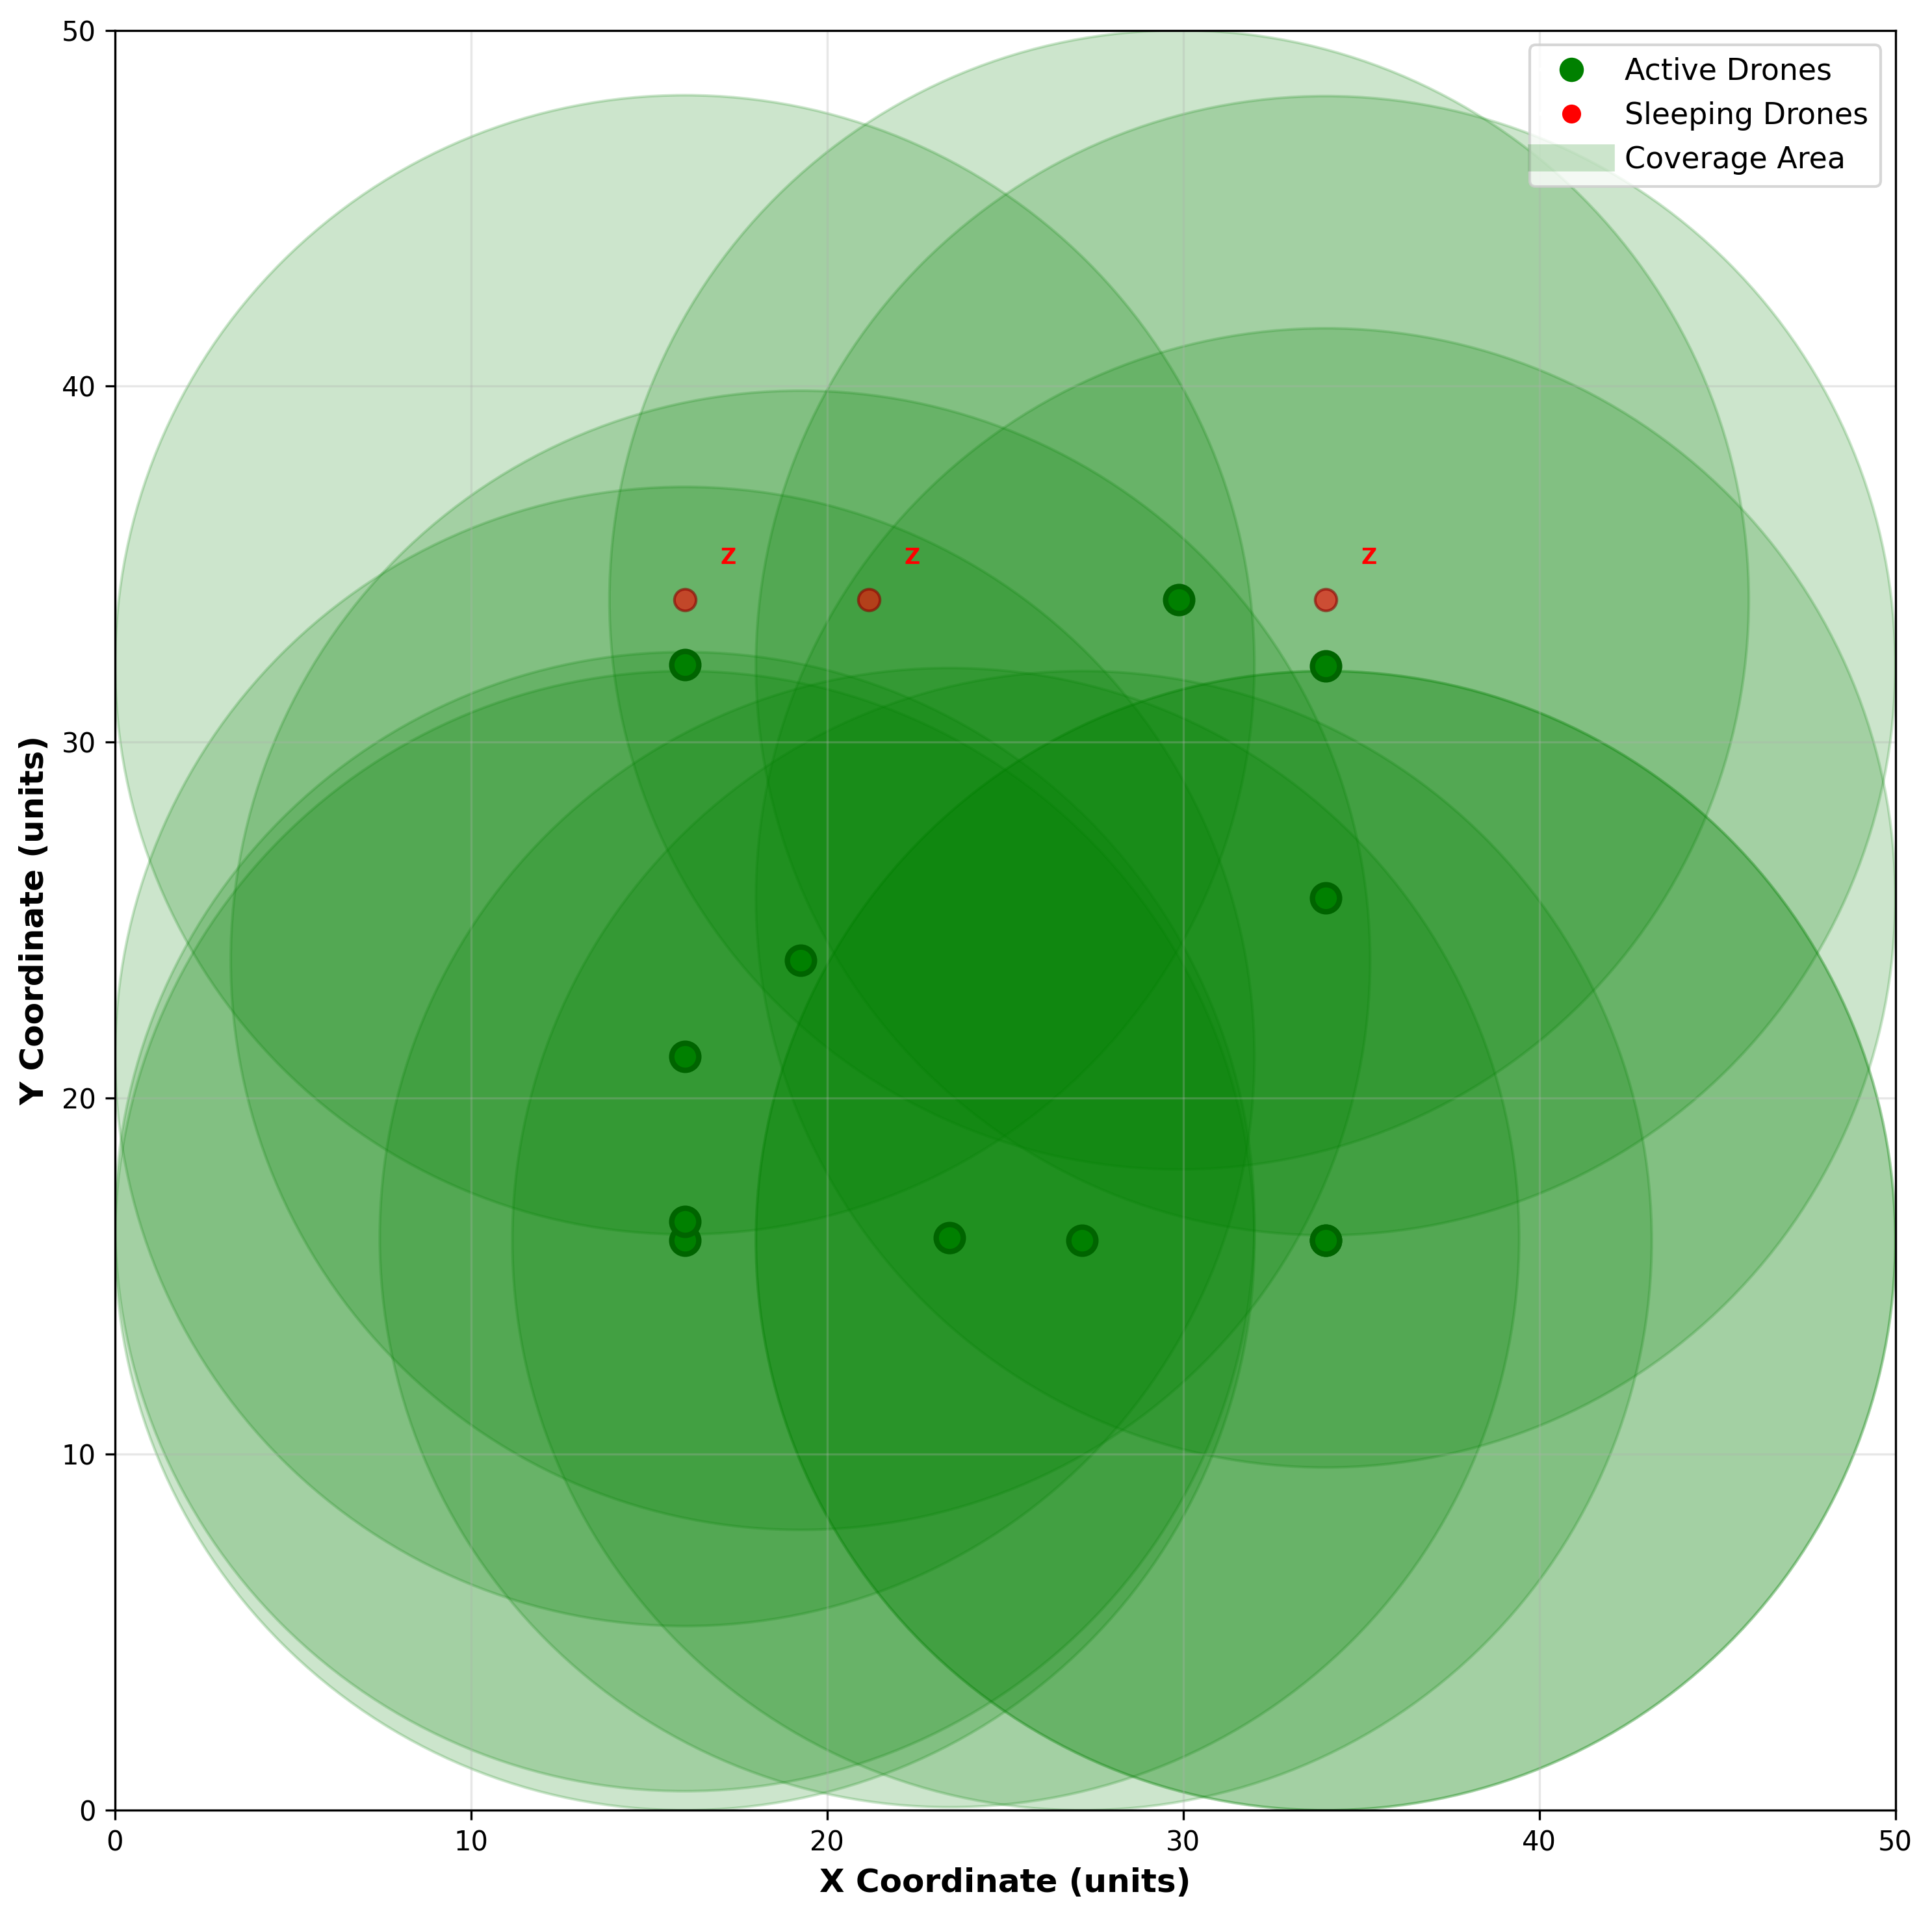 50
40
30
20
10
0
0 10 20 30 40 50
Y Coordinate (units)
X Coordinate (units)
Active Drones
Sleeping Drones
Coverage Area
z z z